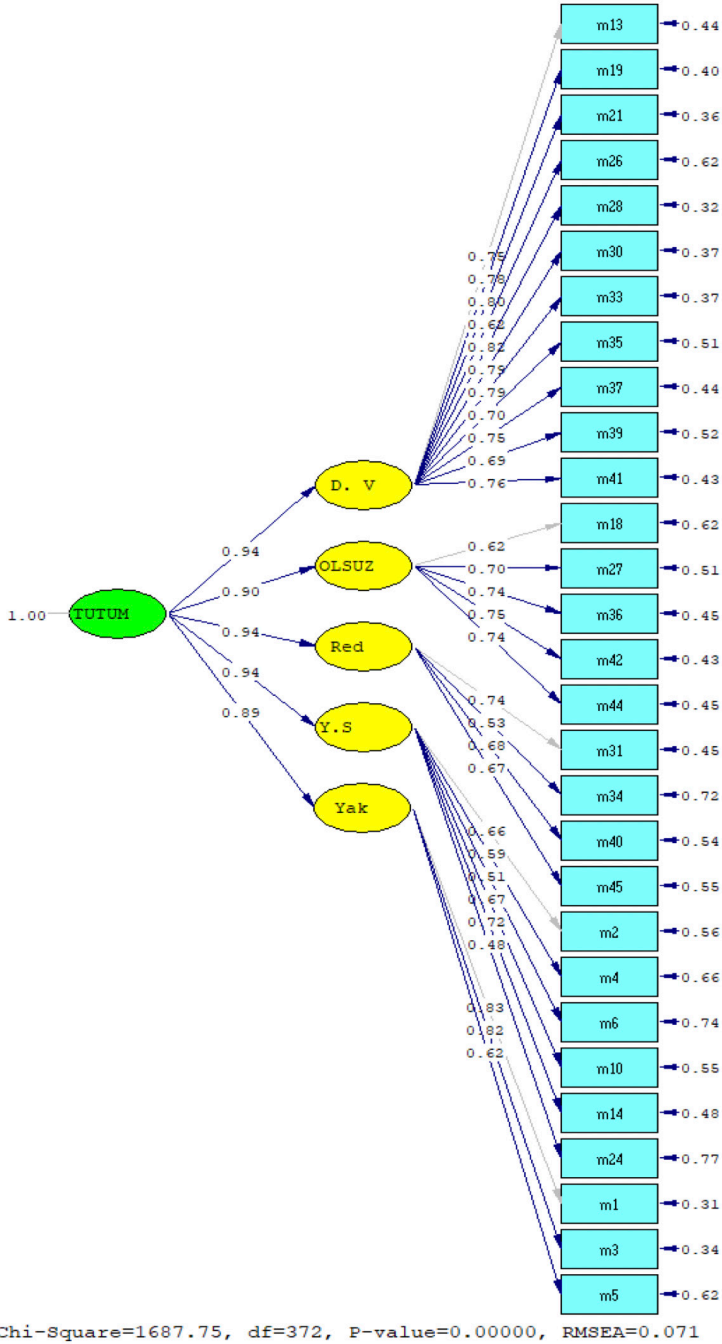 m13 0.44
m19 0.40
m21 0.36
m26 0.62
m28 0.32
m30 0.37
m33 0.37
m35 0.51
m37 0.44
m39 0.52
m41 0.43
m18 0.62
m27 0.51
m36 0.45
m42 0.43
m44 0.45
m31 0.45
m34 0.72
m40 0.54
m45 0.55
m2 0.56
m4 0.66
m6 0.74
m10 0.55
m14 0.48
m24 0.77
m1 0.31
m3 0.34
m5 0.62
0.75
0.78
0.80
0.62
0.82
0.79
0.79
0.70
0.75
0.69
0.76
0.62
0.70
0.74
0.75
0.74
0.74
0.53
0.68
0.67
0.66
0.59
0.51
0.67
0.72
0.48
0.83
0.82
0.62
D. V
OLSUZ
Red
Y.S
Yak
0.94
0.90
0.94
0.94
0.89
1.00 TUTUM
Chi-Square=1687.75, df=372, P-value=0.00000, RMSEA=0.071